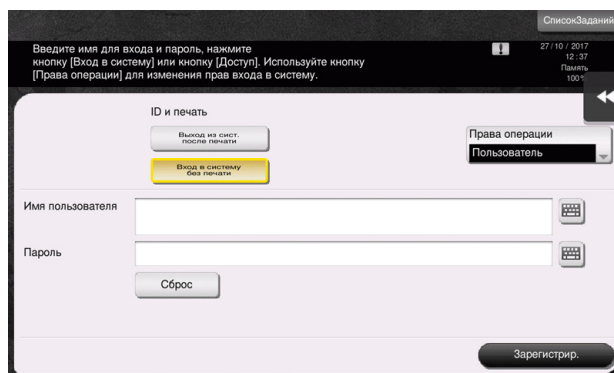 СписокЗаданий
Введите имя для входа и пароль, нажмите
кнопку [Вход в систему] или кнопку [Доступ]. Используйте кнопку
[Права операции] для изменения прав входа в систему.
27/10 / 2017
12:37
Память
100%
ID и печать
Выход из сист.
после печати
Права операции
Пользователь
Вход в систему
без печати
Имя пользователя
Пароль
Сброс
Зарегистрир.